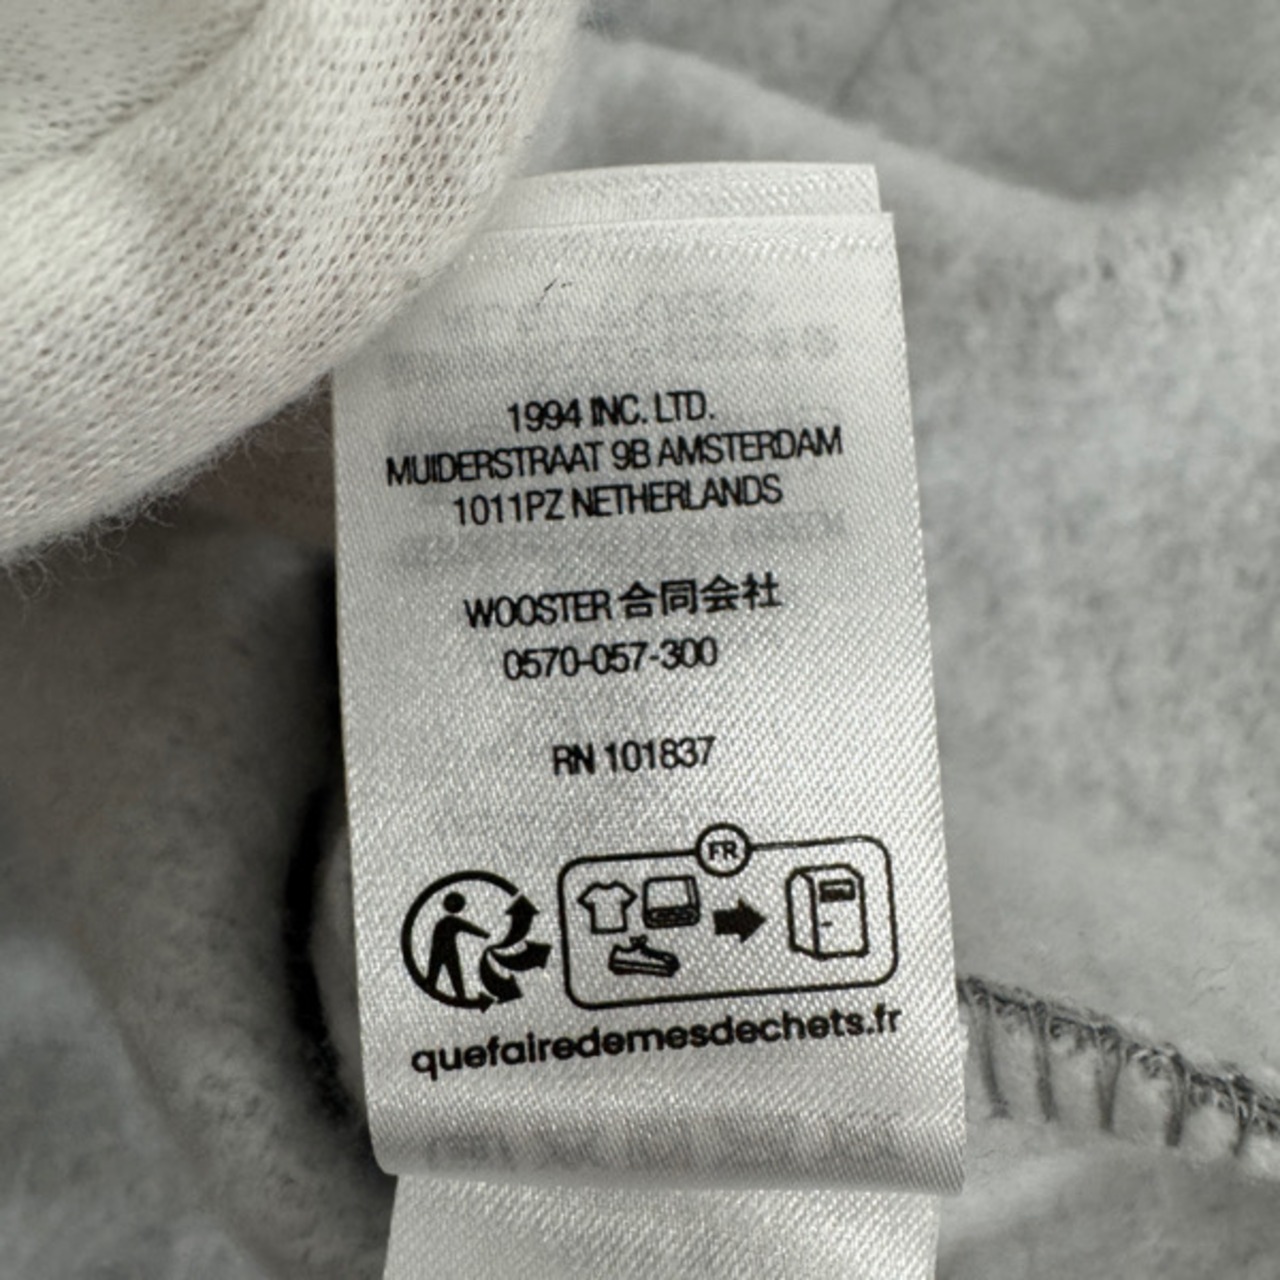 1994 INC. LTD.
MUIDERSTRAAT 9B AMSTERDAM
1011PZ NETHERLANDS
WOOSTER 合同会社
0570-057-300
RN 101837
FR
quefairedemesdechets.fr